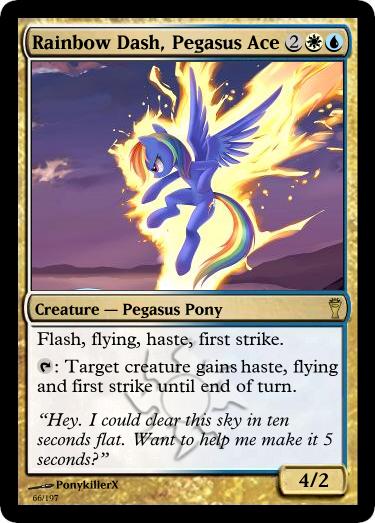 Rainbow Dash, Pegasus Ace 2
Creature — Pegasus Pony
Flash, flying, haste, first strike.
: Target creature gains haste, flying
and first strike until end of turn.
“Hey. I could clear this sky in ten
seconds flat. Want to help me make it 5
seconds?”
PonykillerX
4/2
66/197